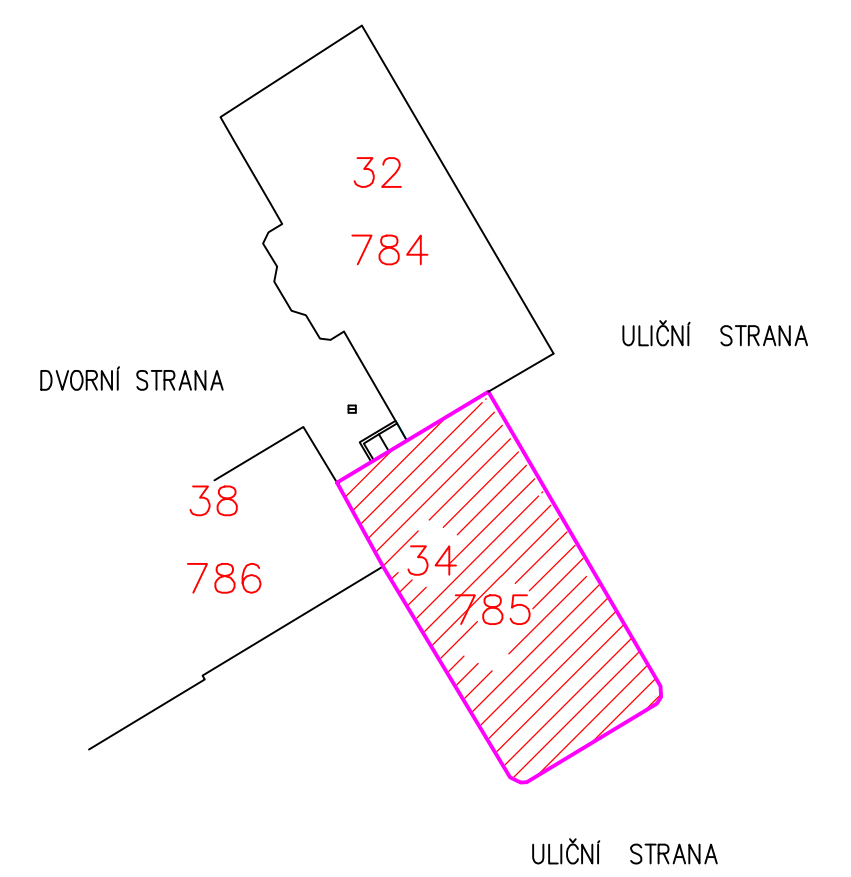 32
784
ULIČNÍ STRANA
DVORNÍ STRANA
38
34
786
785
ULIČNÍ STRANA